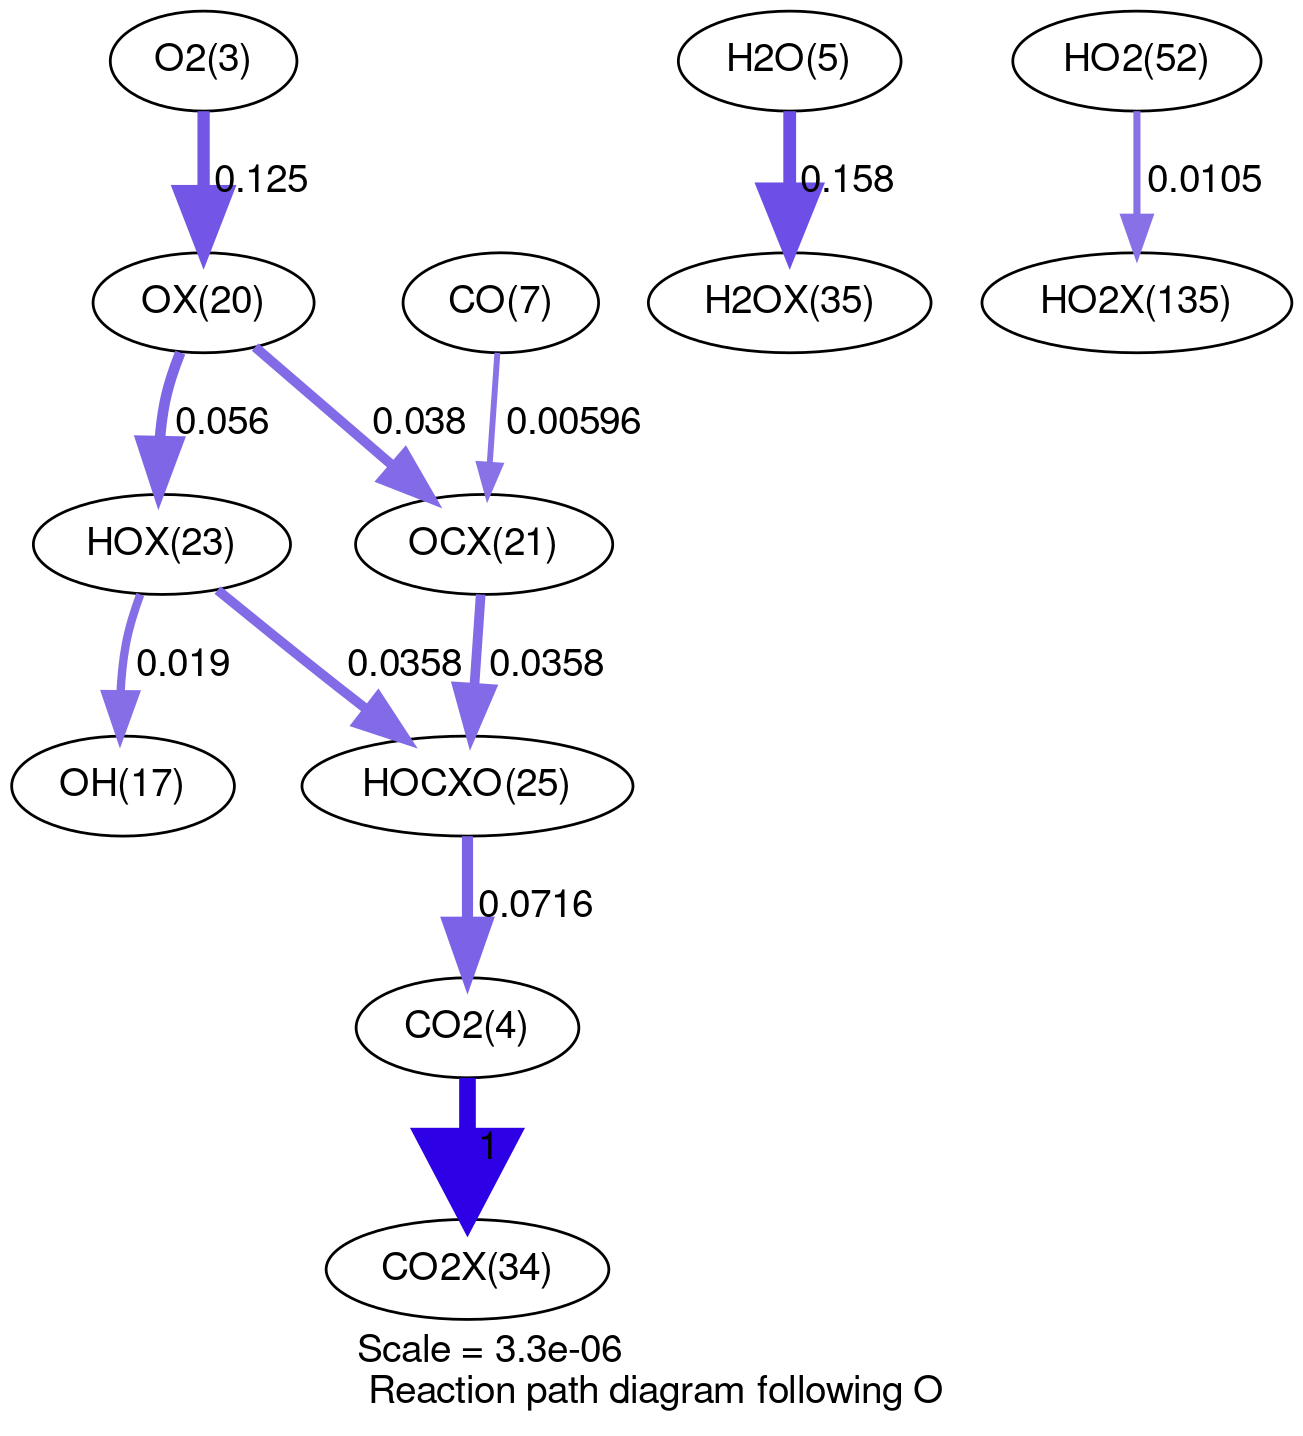 O2(3)
H2O(5)
HO2(52)
0.125
0.158
0.0105
OX(20)
CO(7)
H2OX(35)
HO2X(135)
0.056
0.038
0.00596
HOX(23)
OCX(21)
0.019
0.0358
0.0358
OH(17)
HOCXO(25)
0.0716
CO2(4)
1
CO2X(34)
Scale = 3.3e-06
Reaction path diagram following O